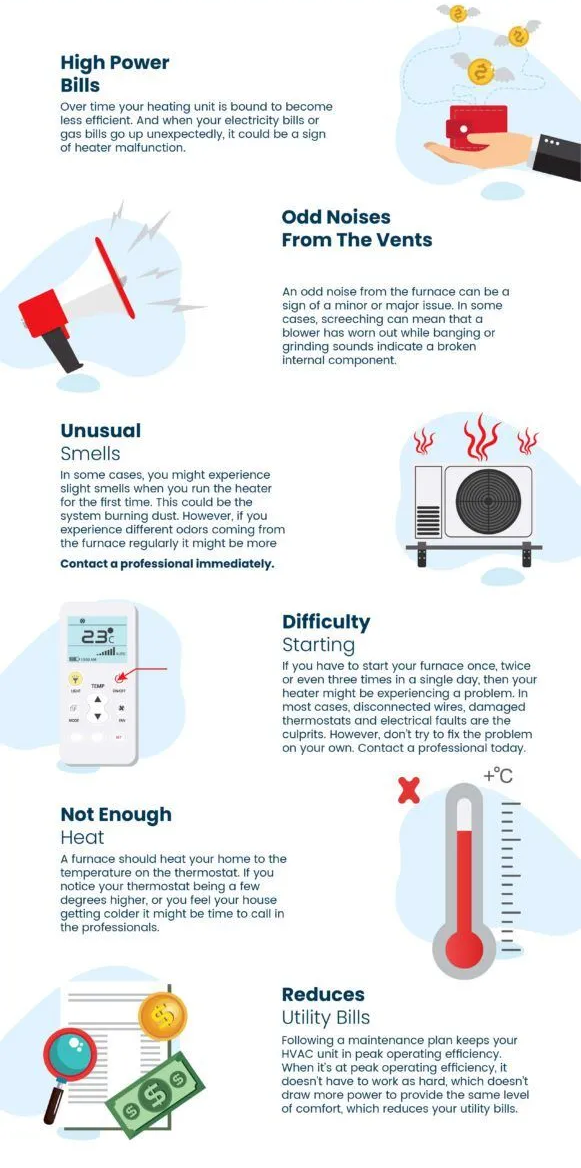 High Power
Bills
Over time your heating unit is bound to become
less efficient. And when your electricity bills or
gas bills go up unexpectedly, it could be a sign
of heater malfunction.
Odd Noises
From The Vents
An odd noise from the furnace can be a
sign of a minor or major issue. In some
cases, screeching can mean that a
blower has worn out while banging or
grinding sounds indicate a broken
internal component.
Unusual
Smells
In some cases, you might experience
slight smells when you run the heater
for the first time. This could be the
system burning dust. However, if you
experience different odors coming from
the furnace regularly it might be more
Contact a professional immediately.
23°C
LIGHT
TEMP
ON/OFF
MODE
FAN
SET
Difficulty
Starting
If you have to start your furnace once, twice
or even three times in a single day, then your
heater might be experiencing a problem. In
most cases, disconnected wires, damaged
thermostats and electrical faults are the
culprits. However, don't try to fix the problem
on your own. Contact a professional today.
+°C
Not Enough
Heat
A furnace should heat your home to the
temperature on the thermostat. If you
notice your thermostat being a few
degrees higher, or you feel your house
getting colder it might be time to call in
the professionals.
Reduces
Utility Bills
Following a maintenance plan keeps your
HVAC unit in peak operating efficiency.
When it's at peak operating efficiency, it
doesn't have to work as hard, which doesn't
draw more power to provide the same level
of comfort, which reduces your utility bills.